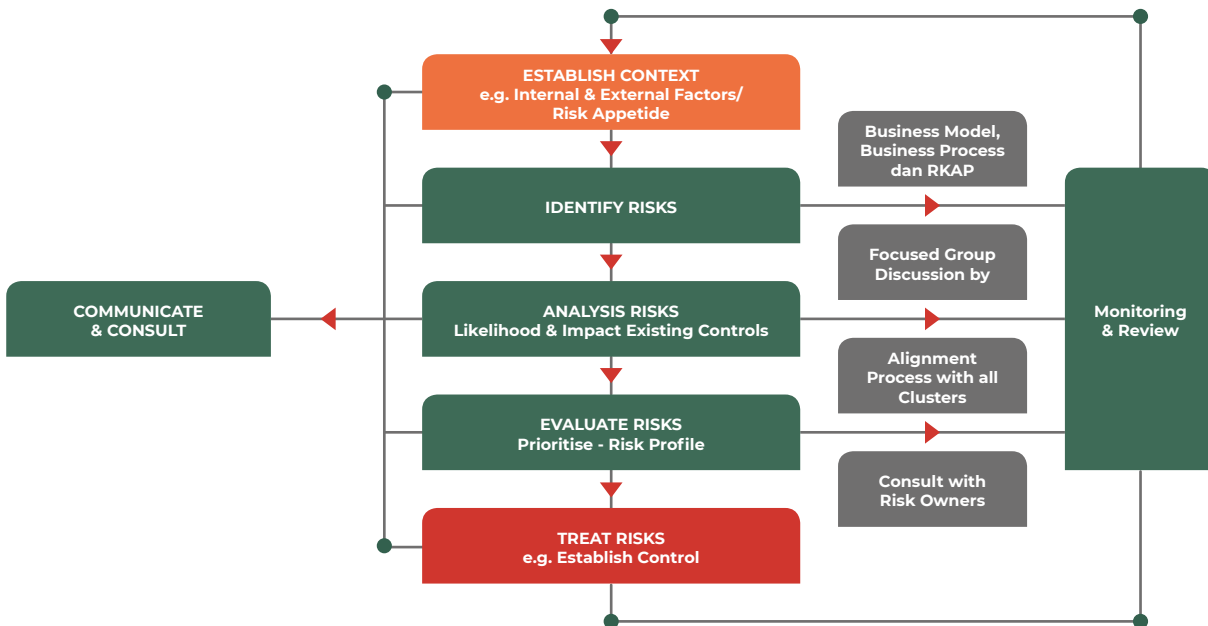 ESTABLISH CONTEXT
e.g. Internal & External Factors/
Risk Appetide
Business Model,
Business Process
dan RKAP
IDENTIFY RISKS
Focused Group
Discussion by
COMMUNICATE
& CONSULT
ANALYSIS RISKS
Likelihood & Impact Existing Controls
Monitoring
& Review
Alignment
Process with all
Clusters
EVALUATE RISKS
Prioritise - Risk Profile
Consult with
Risk Owners
TREAT RISKS
e.g. Establish Control